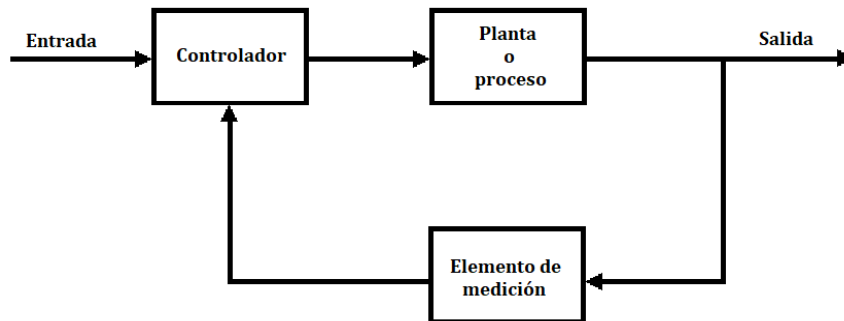 Entrada
Controlador
Planta
o
proceso
Salida
Elemento de
medición